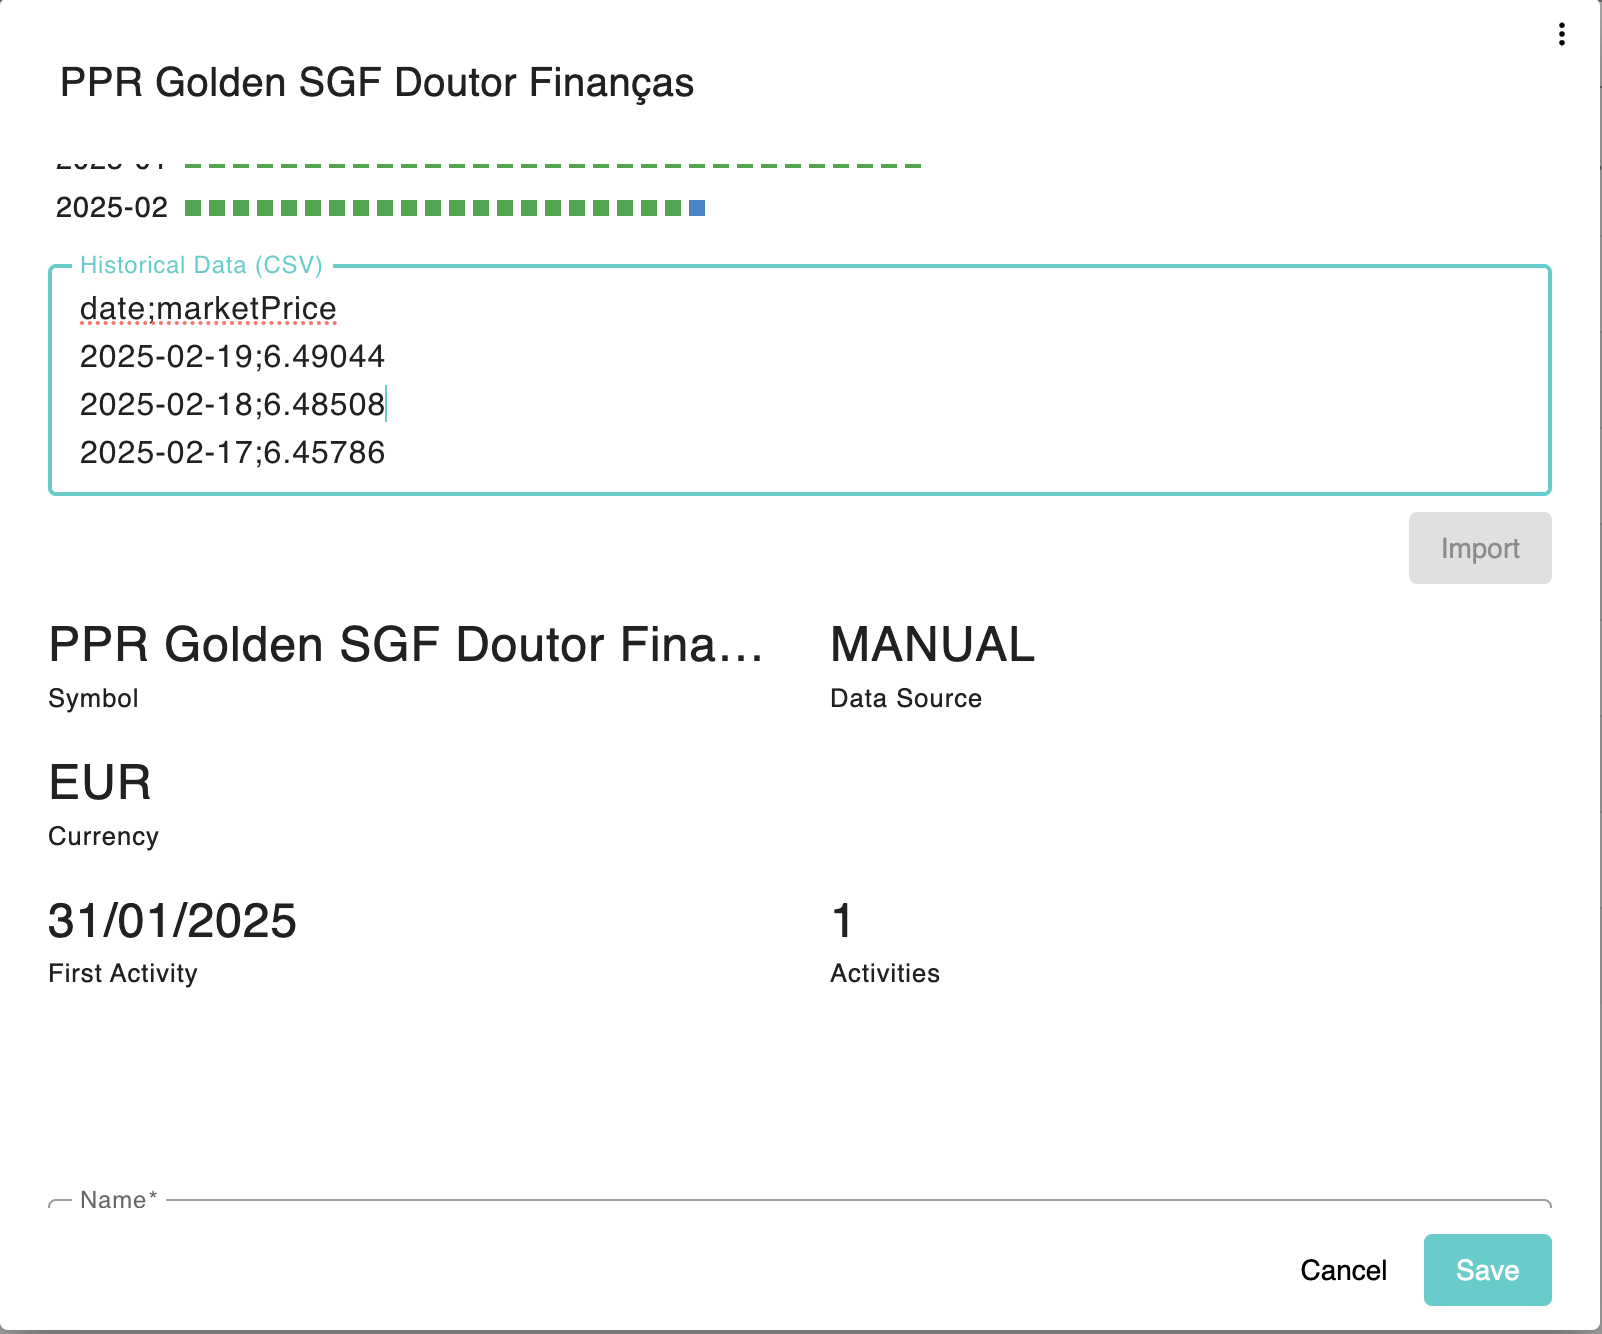 PPR Golden SGF Doutor Finanças
2025-02
Historical Data (CSV)
date;marketPrice
2025-02-19;6.49044
2025-02-18;6.48508
2025-02-17;6.45786
Import
PPR Golden SGF Doutor Fina...
Symbol
MANUAL
Data Source
EUR
Currency
31/01/2025
First Activity
1
Activities
Name*
Cancel
Save